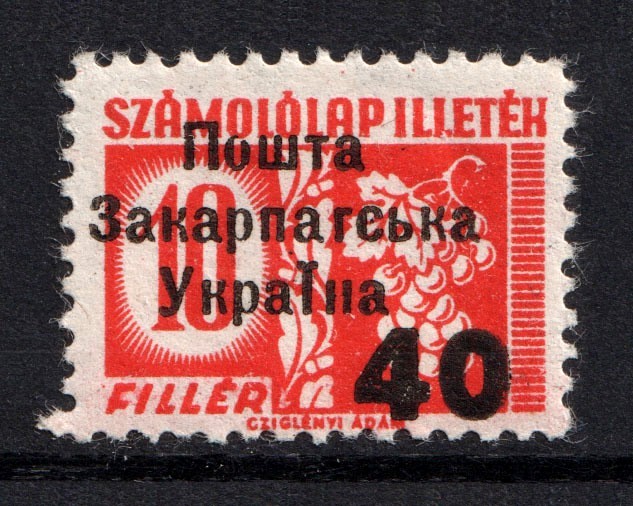 SZÁMOLÓLAP ILLETÉK
Пошта
10
Закарпатська
Україна
40
FILLÉR
CZIGLÉNYI ÁDÁM